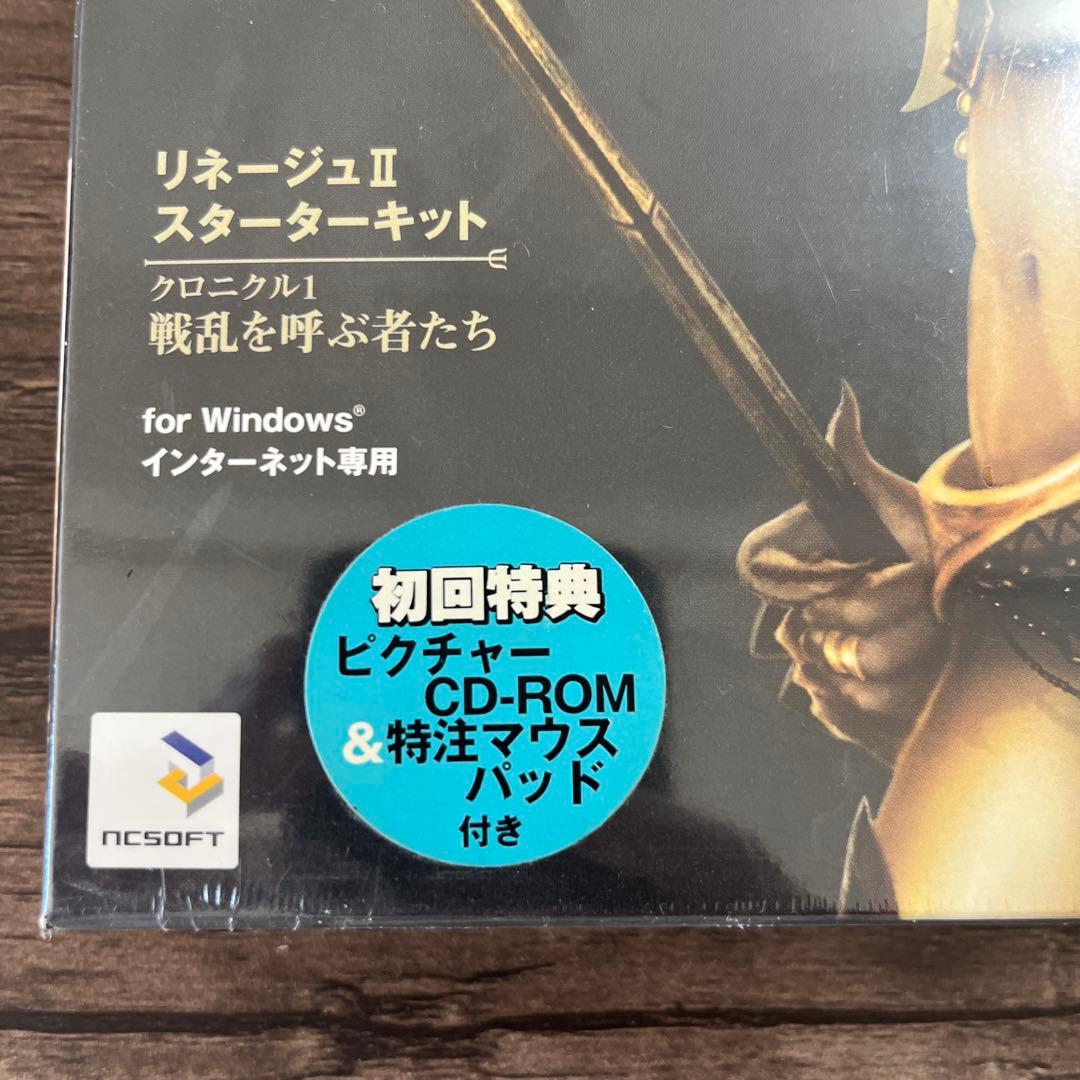 リネージュⅡ
スターターキット
クロニクル1
戦乱を呼ぶ者たち
for Windows®
インターネット専用
初回特典
ピクチャー
CD-ROM
&特注マウス
パッド
付き
NCSOFT